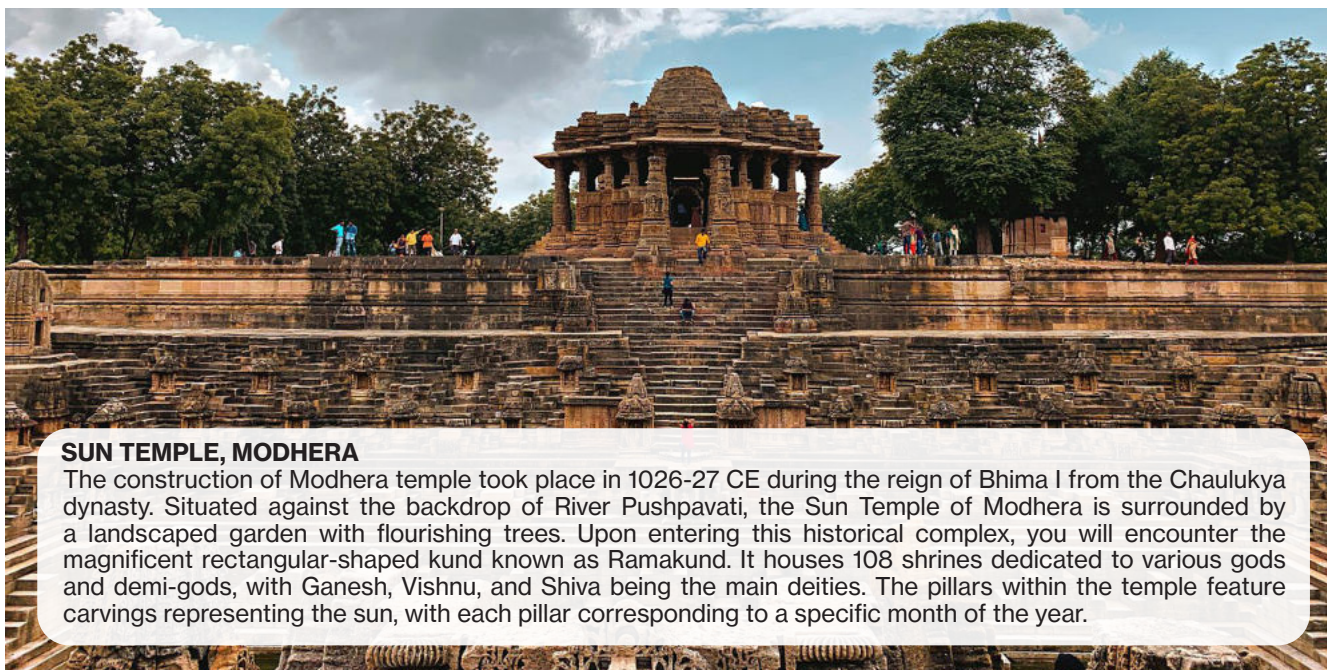 SUN TEMPLE, MODHERA
The construction of Modhera temple took place in 1026-27 CE during the reign of Bhima I from the Chaulukya
dynasty. Situated against the backdrop of River Pushpavati, the Sun Temple of Modhera is surrounded by
a landscaped garden with flourishing trees. Upon entering this historical complex, you will encounter the
magnificent rectangular-shaped kund known as Ramakund. It houses 108 shrines dedicated to various gods
and demi-gods, with Ganesh, Vishnu, and Shiva being the main deities. The pillars within the temple feature
carvings representing the sun, with each pillar corresponding to a specific month of the year.